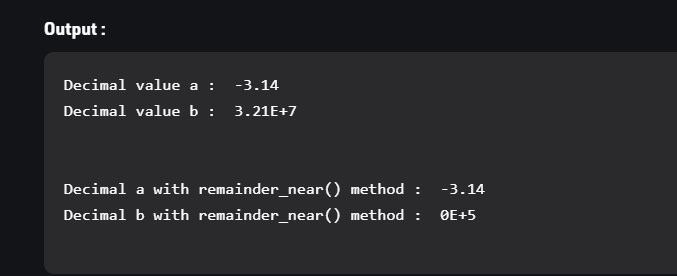 Output :
Decimal value a :  -3.14
Decimal value b :  3.21E+7
Decimal a with remainder_near() method :  -3.14
Decimal b with remainder_near() method :  0E+5